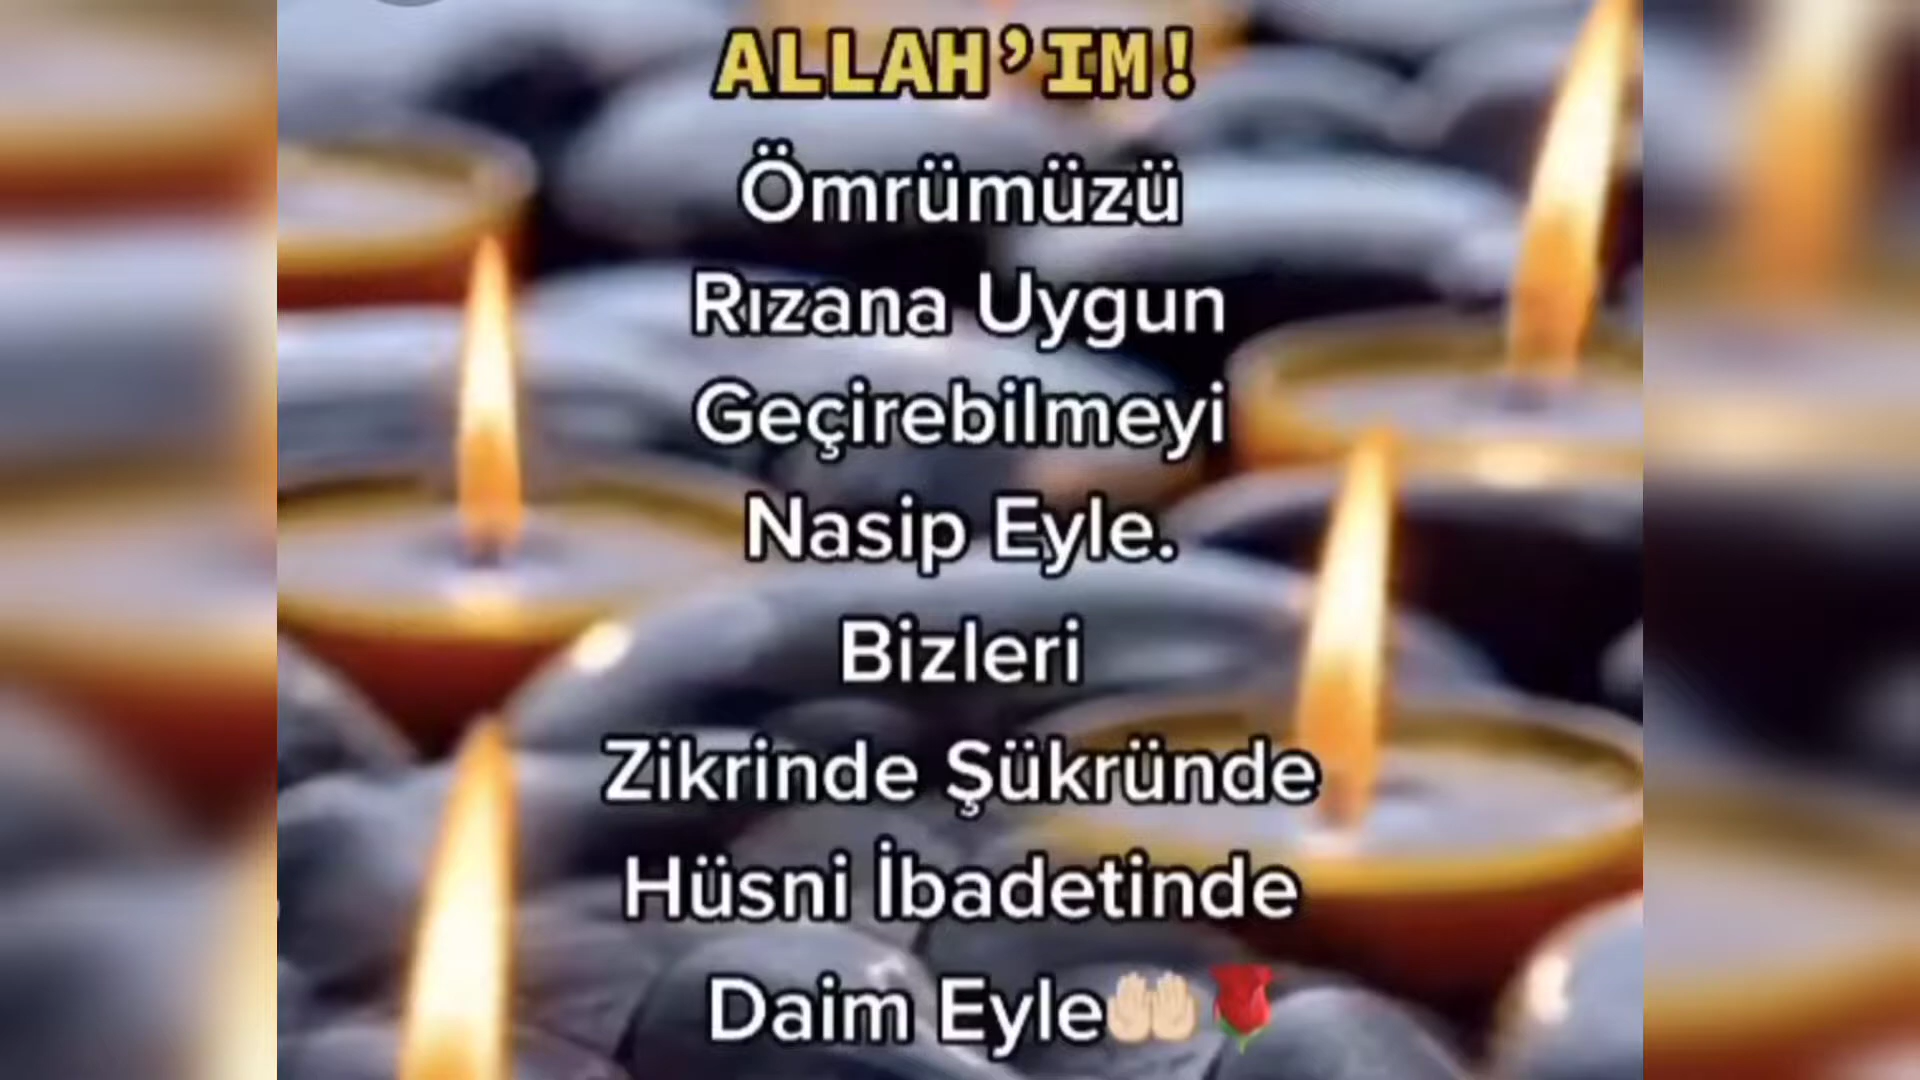 ALLAH’IM!
Ömrümüzü
Rızana Uygun
Geçirebilmeyi
Nasip Eyle.
Bizleri
Zikrinde Şükründe
Hüsni İbadetinde
Daim Eyle🤲🏻🌹